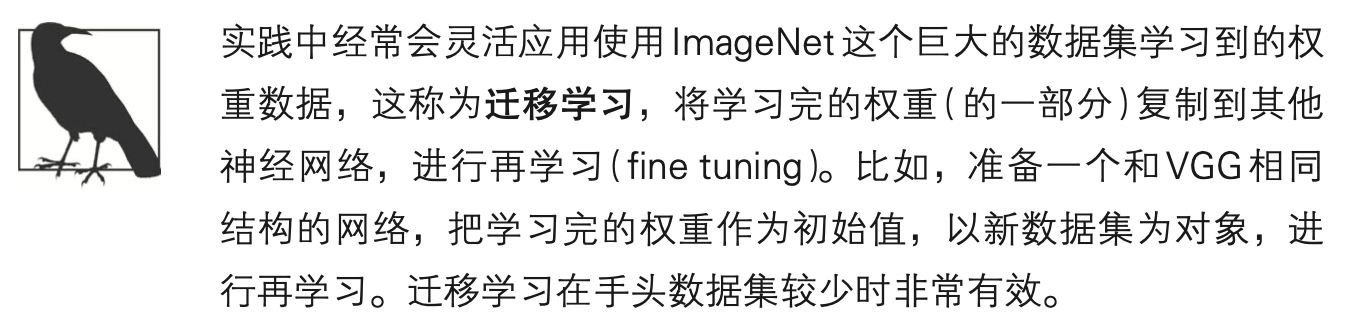 实践中经常会灵活应用使用ImageNet这个巨大的数据集学习到的权
重数据，这称为迁移学习，将学习完的权重(的一部分)复制到其他
神经网络，进行再学习(fine tuning)。比如，准备一个和VGG相同
结构的网络，把学习完的权重作为初始值，以新数据集为对象，进
行再学习。迁移学习在手头数据集较少时非常有效。